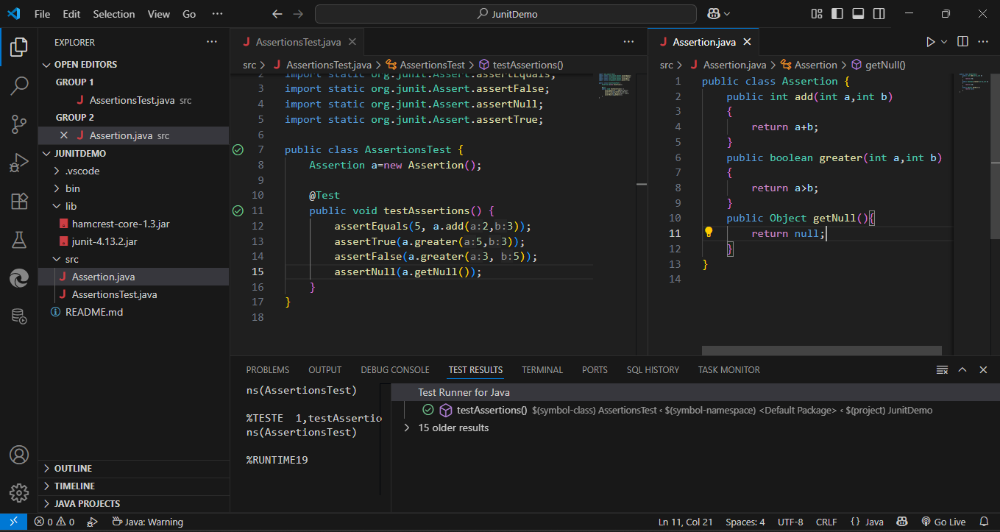 File Edit Selection View Go ··· JunitDemo
EXPLORER
OPEN EDITORS
GROUP 1
AssertionsTest.java src
GROUP 2
Assertion.java src
JUNITDEMO
.vscode
bin
lib
hamcrest-core-1.3.jar
junit-4.13.2.jar
src
Assertion.java
AssertionsTest.java
README.md
OUTLINE
TIMELINE
JAVA PROJECTS
AssertionsTest.java
src > AssertionsTest.java > AssertionsTest > testAssertions()
2 import static org.junit.Assert.assertEquals;
3 import static org.junit.Assert.assertFalse;
4 import static org.junit.Assert.assertNull;
5 import static org.junit.Assert.assertTrue;
6
7 public class AssertionsTest {
8 Assertion a=new Assertion();
9
10 @Test
11 public void testAssertions() {
12 assertEquals(5, a.add(a:2,b:3));
13 assertTrue(a.greater(a:5,b:3));
14 assertFalse(a.greater(a:3, b:5));
15 assertNull(a.getNull());
16 }
17 }
18
Assertion.java
src > Assertion.java > Assertion > getNull()
1 public class Assertion {
2 public int add(int a,int b)
3 {
4 return a+b;
5 }
6 public boolean greater(int a,int b)
7 {
8 return a>b;
9 }
10 public Object getNull(){
11 return null;
12 }
13 }
14
PROBLEMS OUTPUT DEBUG CONSOLE TEST RESULTS TERMINAL PORTS SQL HISTORY TASK MONITOR
ns(AssertionsTest)
%TESTE 1,testAssertio
ns(AssertionsTest)
%RUNTIME19
Test Runner for Java
testAssertions() $(symbol-class) AssertionsTest ‹ $(symbol-namespace) <Default Package> ‹ $(project) JunitDemo
15 older results
0 0 Java: Warning Ln 11, Col 21 Spaces: 4 UTF-8 CRLF {} Java Go Live